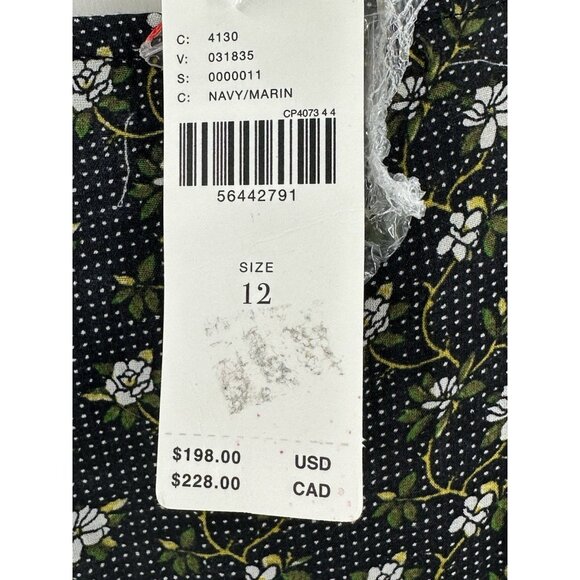 C: 4130
V: 031835
S: 0000011
C: NAVY/MARIN
CP4073 4 4
56442791
SIZE
12
$198.00 USD
$228.00 CAD